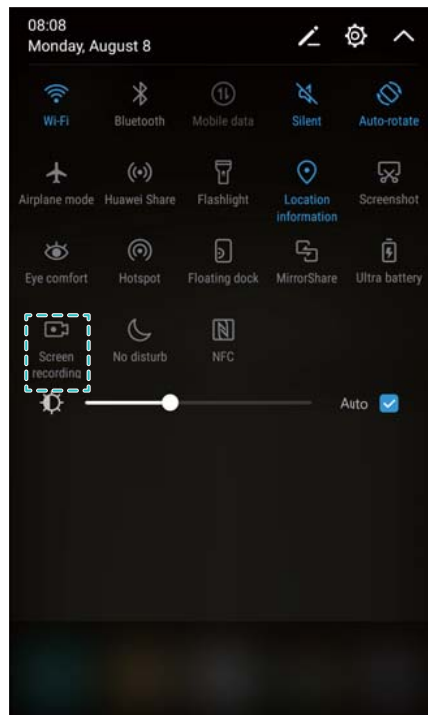 08:08
Monday, August 8
Wi-Fi
Bluetooth
Mobile data
Silent
Auto-rotate
Airplane mode
Huawei Share
Flashlight
Location
information
Screenshot
Eye comfort
Hotspot
Floating dock
MirrorShare
Ultra battery
Screen
recording
No disturb
NFC
Auto